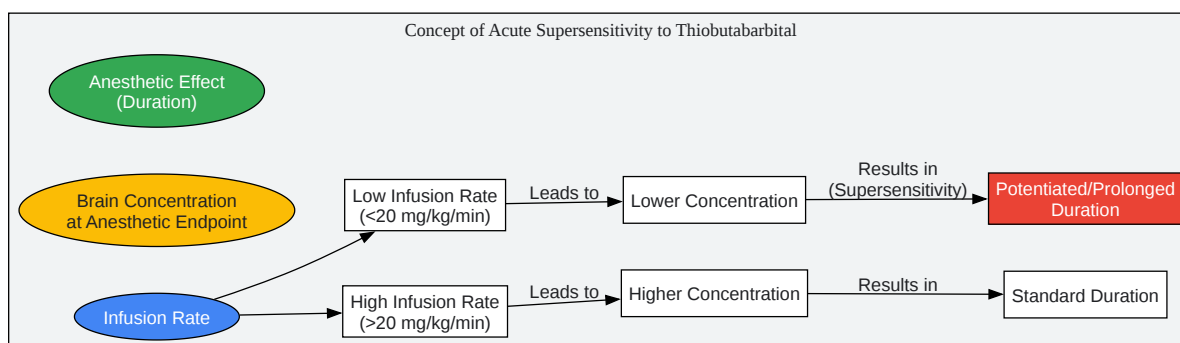 Concept of Acute Supersensitivity to Thiobutabarbital
Anesthetic Effect
(Duration)
Brain Concentration
at Anesthetic Endpoint
Infusion Rate
Low Infusion Rate
(<20 mg/kg/min)
Leads to
Lower Concentration
Results in
(Supersensitivity)
Potentiated/Prolonged
Duration
High Infusion Rate
(>20 mg/kg/min)
Leads to
Higher Concentration
Results in
Standard Duration